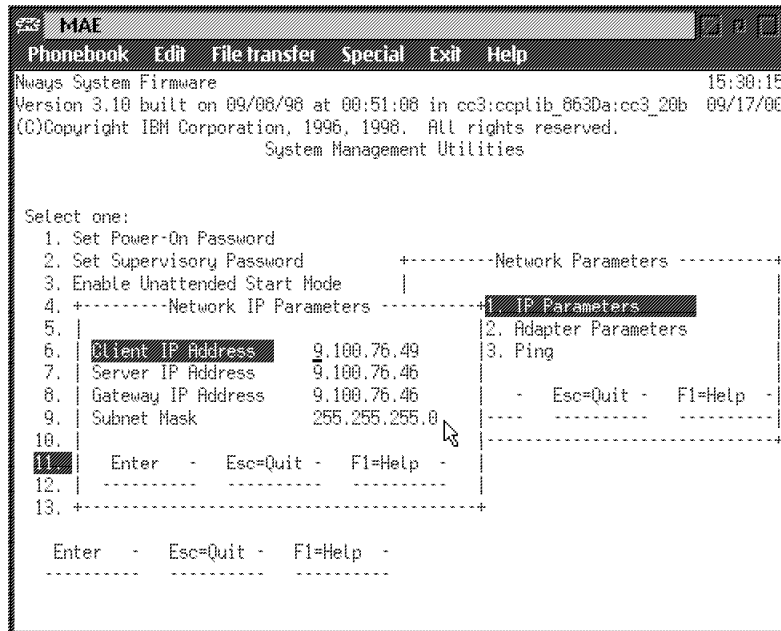 MAE
Phonebook Edit File transfer Special Exit Help
Nways System Firmware 15:30:15
Version 3.10 built on 09/08/98 at 00:51:08 in cc3:ccplib_863Da:cc3_20b 09/17/00
(C)Copyright IBM Corporation, 1996, 1998. All rights reserved.
System Management Utilities
Select one:
1. Set Power-On Password
2. Set Supervisory Password
3. Enable Unattended Start Mode
4.
5.
6.
7.
8.
9.
10.
11.
12.
13.
Network IP Parameters
Client IP Address 9.100.76.49
Server IP Address 9.100.76.46
Gateway IP Address 9.100.76.46
Subnet Mask 255.255.255.0
Enter - Esc=Quit - F1=Help -
Network Parameters
1. IP Parameters
2. Adapter Parameters
3. Ping
- Esc=Quit - F1=Help -
Enter - Esc=Quit - F1=Help -